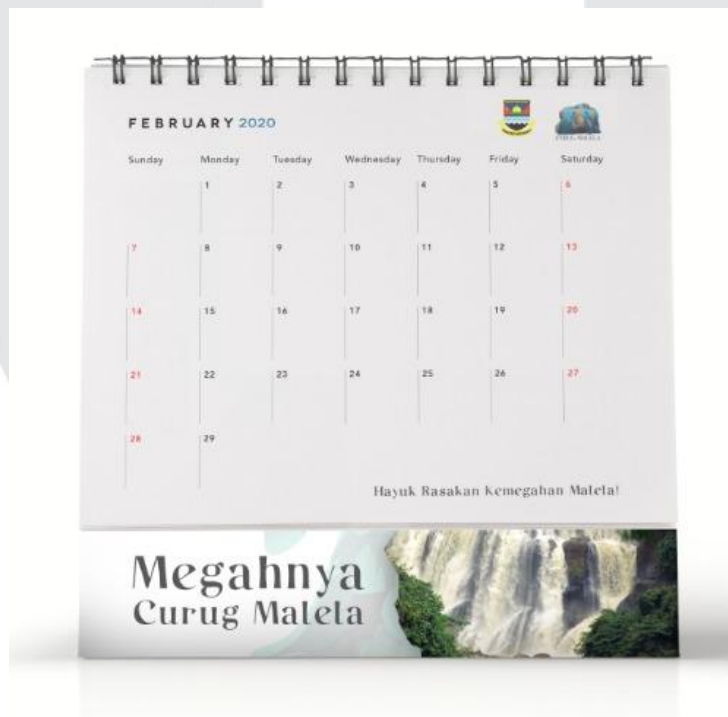 FEBRUARY 2020
Sunday Monday Tuesday Wednesday Thursday Friday Saturday
1 2 3 4 5 6
7 8 9 10 11 12 13
14 15 16 17 18 19 20
21 22 23 24 25 26 27
28 29
Hayuk Rasakan Kemegahan Malela!
Megahnya
Curug Malela